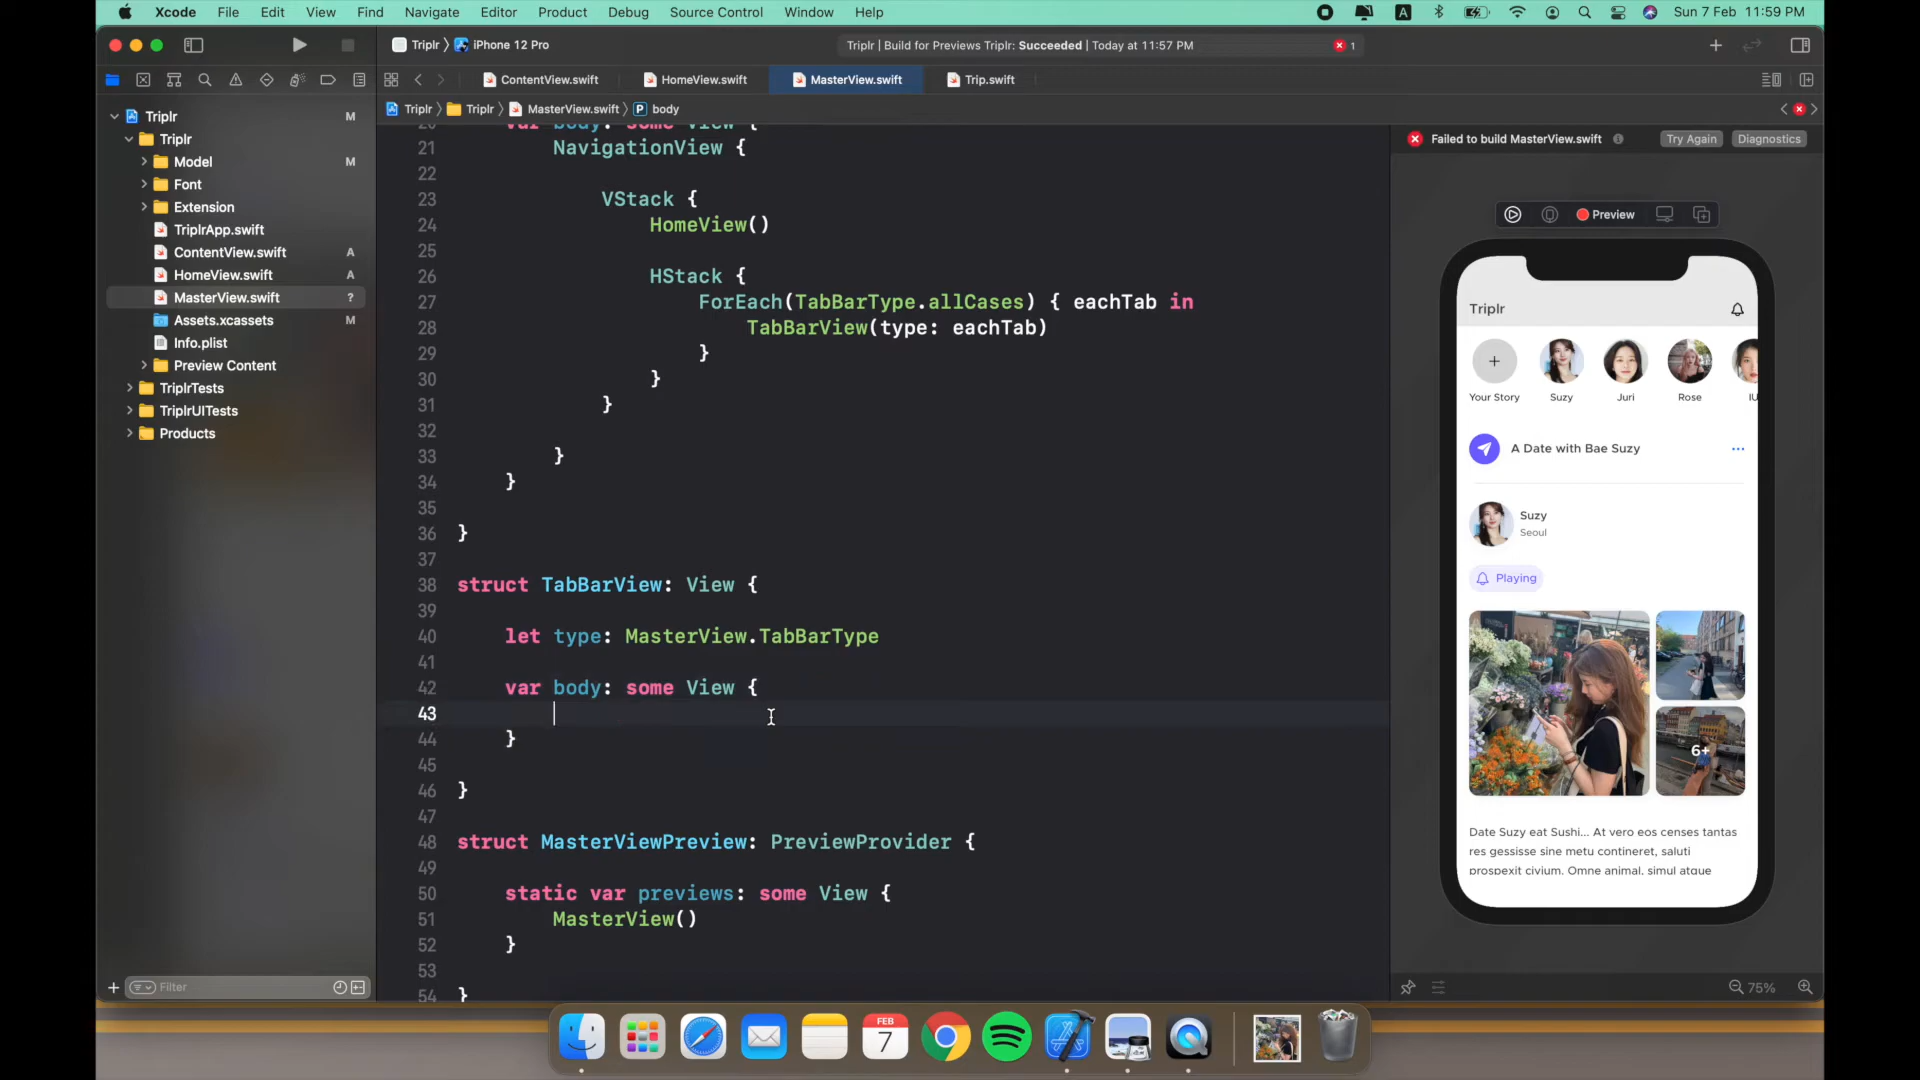 Xcode File Edit View Find Navigate Editor Product Debug Source Control Window Help A Sun 7 Feb 11:59 PM
Triplr iPhone 12 Pro Triplr | Build for Previews Triplr: Succeeded | Today at 11:57 PM 1
ContentView.swift HomeView.swift MasterView.swift Trip.swift
Triplr Triplr MasterView.swift P body
Triplr M
Triplr
Model M
Font
Extension
TriplrApp.swift
ContentView.swift A
HomeView.swift A
MasterView.swift ?
Assets.xcassets M
Info.plist
Preview Content
TriplrTests
TriplrUITests
Products
Filter
20 var body: some View {
21 NavigationView {
22
23 VStack {
24 HomeView()
25
26 HStack {
27 ForEach(TabBarType.allCases) { eachTab in
28 TabBarView(type: eachTab)
29 }
30 }
31 }
32
33 }
34 }
35
36 }
37
38 struct TabBarView: View {
39
40 let type: MasterView.TabBarType
41
42 var body: some View {
43
44 }
45
46 }
47
48 struct MasterViewPreview: PreviewProvider {
49
50 static var previews: some View {
51 MasterView()
52 }
53
54 }
Failed to build MasterView.swift Try Again Diagnostics
Preview
Triplr
Your Story Suzy Juri Rose IU
A Date with Bae Suzy
Suzy
Seoul
Playing
6+
Date Suzy eat Sushi... At vero eos censes tantas
res gessisse sine metu contineret, saluti
prospexit civium. Omne animal, simul atque
75%
FEB
7